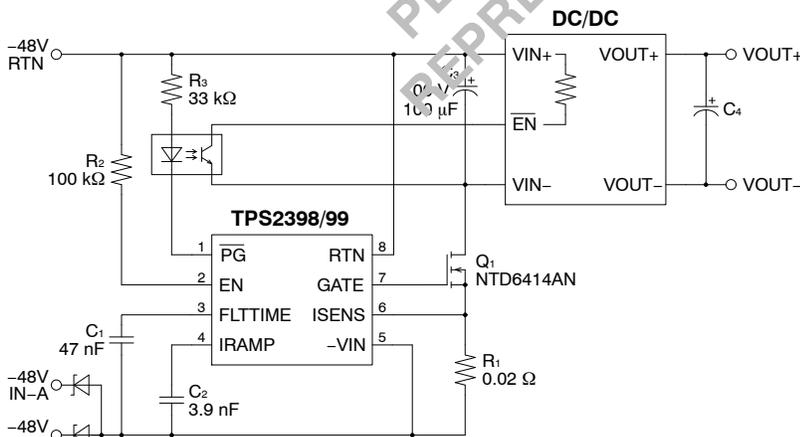 DC/DC
−48V
RTN
VIN+
VOUT+
VOUT+
R3
33 kΩ
100 µF
C4
EN
R2
100 kΩ
VIN−
VOUT−
VOUT−
TPS2398/99
1
PG
RTN
8
2
EN
GATE
7
Q1
NTD6414AN
3
FLTTIME
ISENS
6
4
IRAMP
-VIN
5
C1
47 nF
R1
0.02 Ω
−48V
IN−A
C2
3.9 nF
−48V